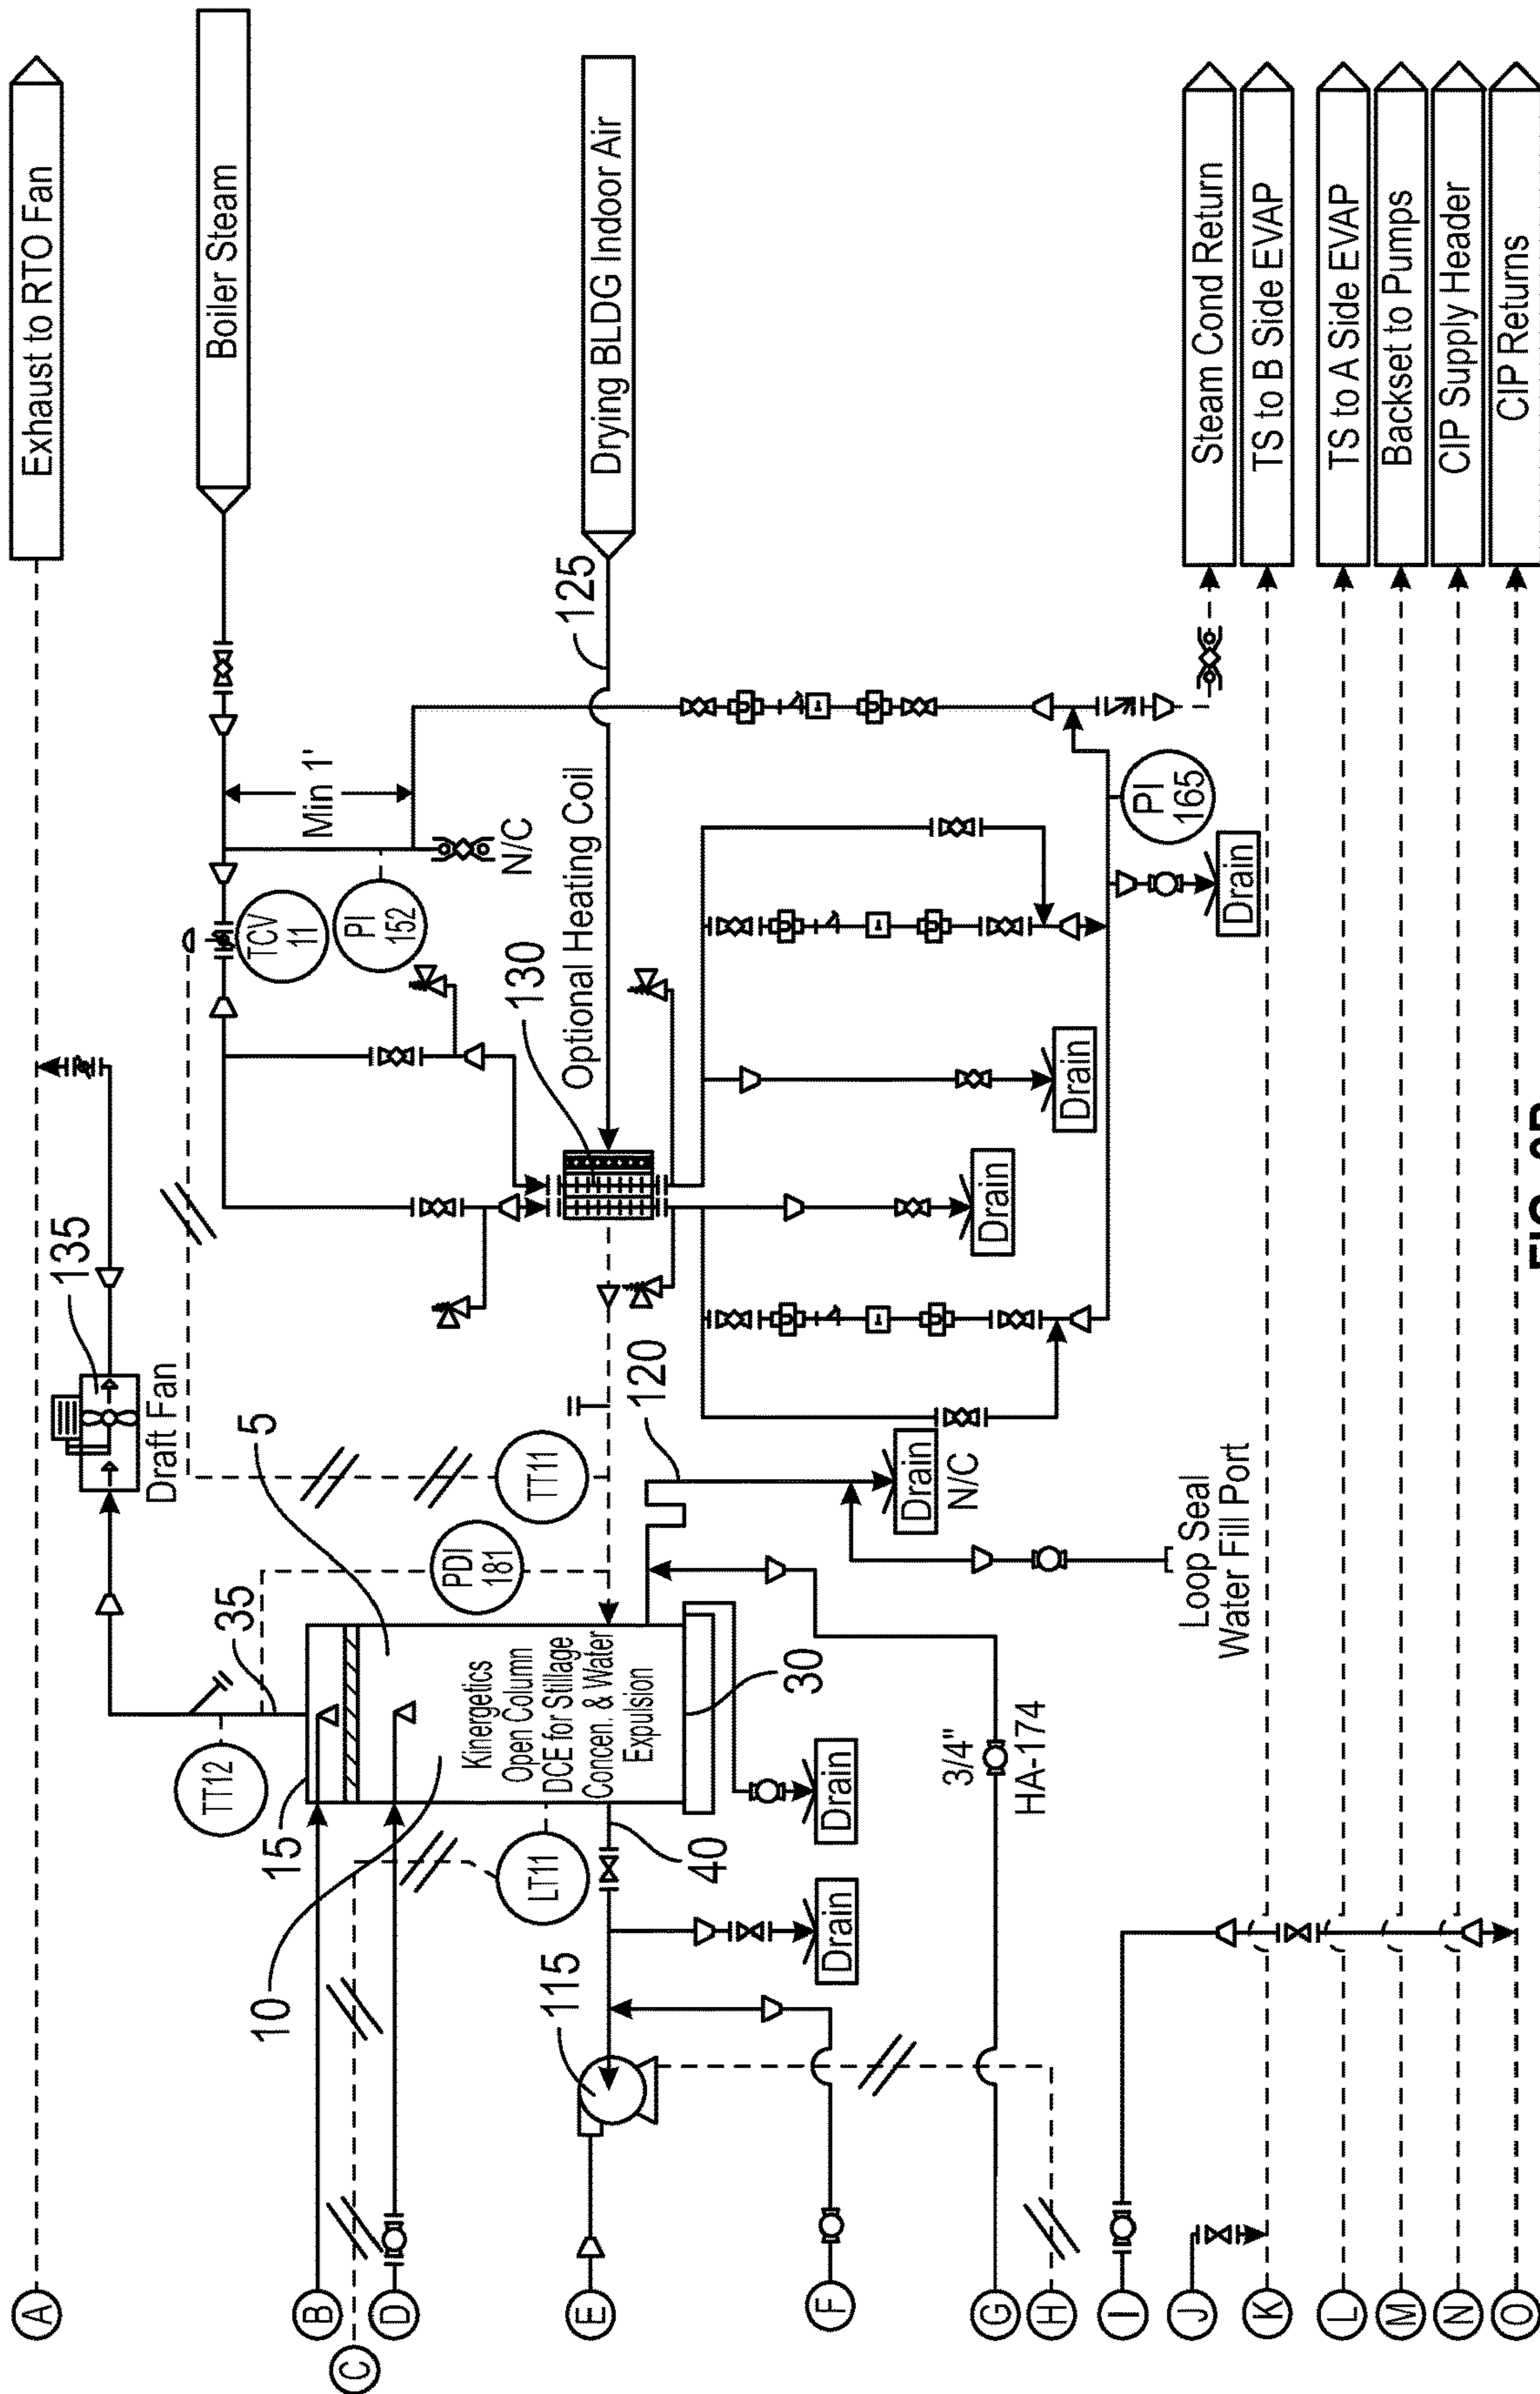 Exhaust to RTO Fan
Boiler Steam
Drying BLDG Indoor Air
Steam Cond Return
TS to B Side EVAP
TS to A Side EVAP
Backset to Pumps
CIP Supply Header
CIP Returns
A
B
C
D
E
F
G
H
I
J
K
L
M
N
O
135
Draft Fan
Min 1'
TCV
11
PI
152
N/C
125
Optional Heating Coil
130
PI
165
Drain
Drain
Drain
120
Drain
N/C
Loop Seal
Water Fill Port
5
TT11
PDI
181
35
TT12
15
10
Kinergetics
Open Column
DCE for Stillage
Concen. & Water
Expulsion
30
LT11
40
Drain
Drain
115
3/4"
HA-174